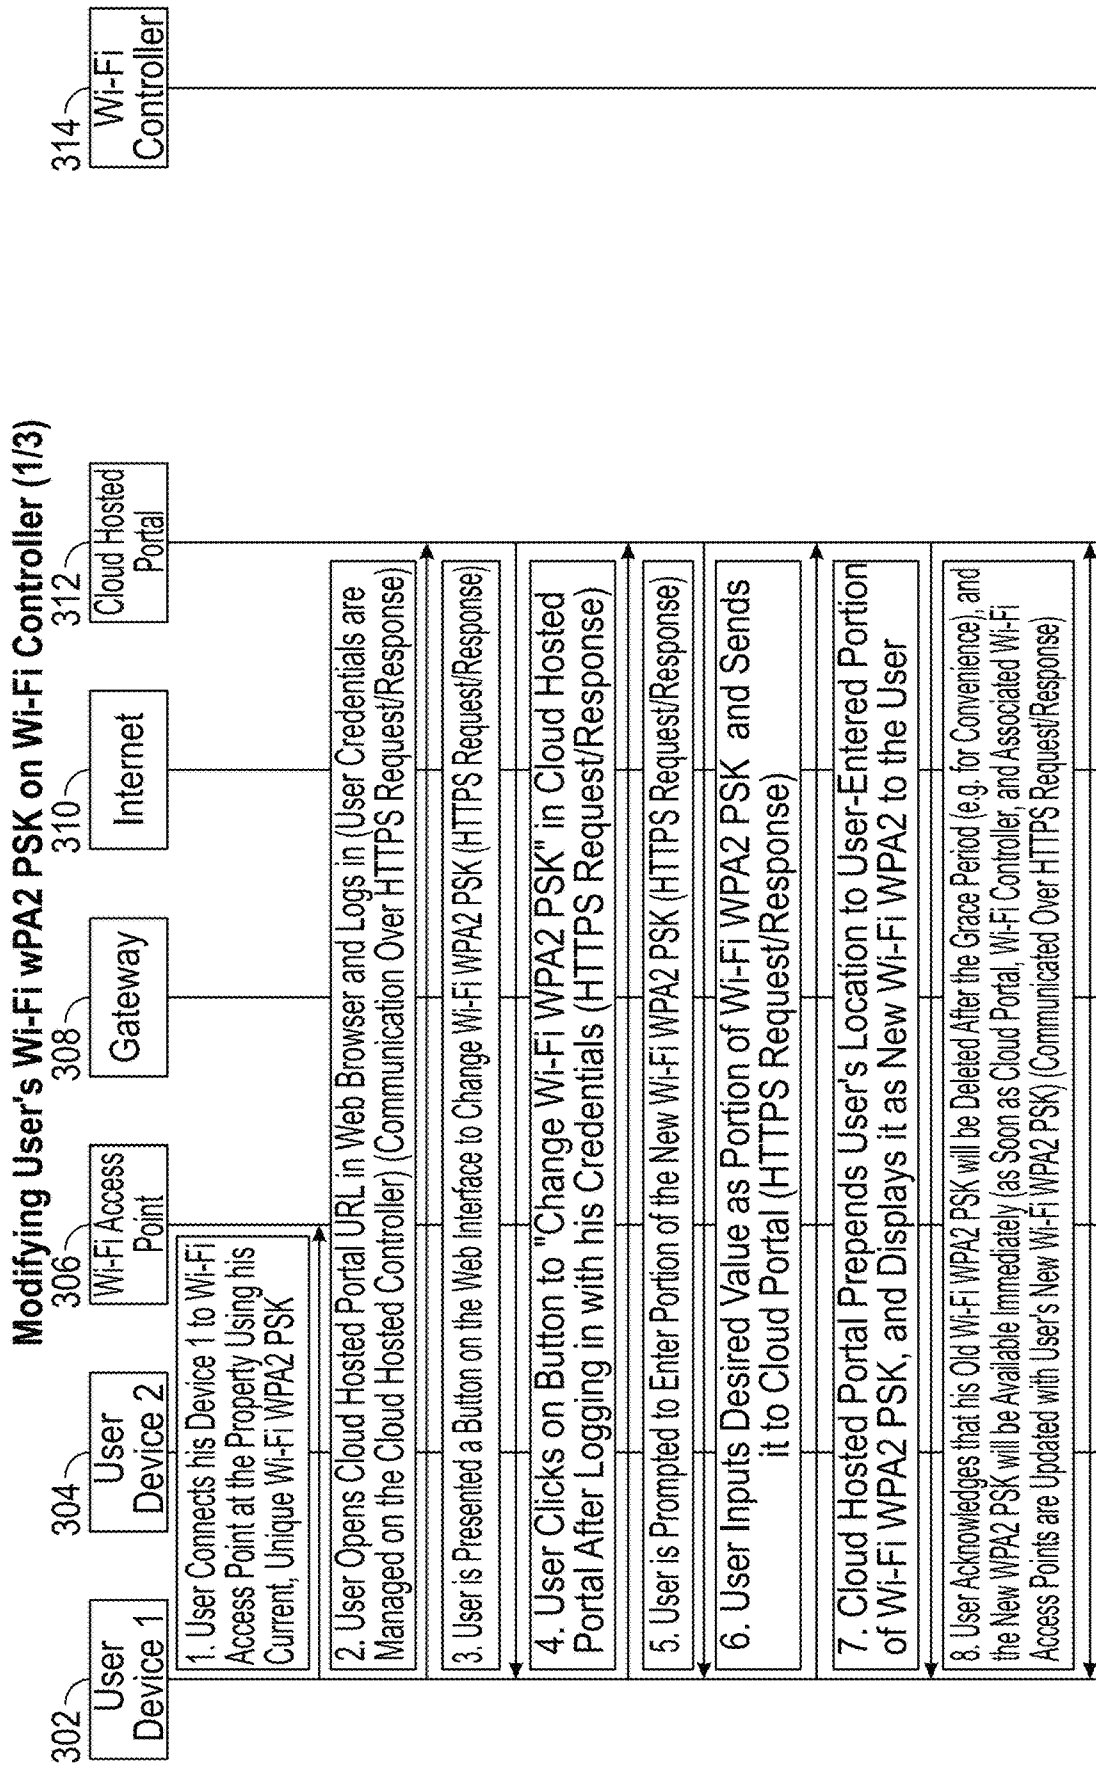 Modifying User's Wi-Fi wPA2 PSK on Wi-Fi Controller (1/3)
302
User
Device 1
304
User
Device 2
306
Wi-Fi Access
Point
308
Gateway
310
Internet
312
Cloud Hosted
Portal
314
Wi-Fi
Controller
1. User Connects his Device 1 to Wi-Fi
Access Point at the Property Using his
Current, Unique Wi-Fi WPA2 PSK
2. User Opens Cloud Hosted Portal URL in Web Browser and Logs in (User Credentials are
Managed on the Cloud Hosted Controller) (Communication Over HTTPS Request/Response)
3. User is Presented a Button on the Web Interface to Change Wi-Fi WPA2 PSK (HTTPS Request/Response)
4. User Clicks on Button to "Change Wi-Fi WPA2 PSK" in Cloud Hosted
Portal After Logging in with his Credentials (HTTPS Request/Response)
5. User is Prompted to Enter Portion of the New Wi-Fi WPA2 PSK (HTTPS Request/Response)
6. User Inputs Desired Value as Portion of Wi-Fi WPA2 PSK and Sends
it to Cloud Portal (HTTPS Request/Response)
7. Cloud Hosted Portal Prepends User's Location to User-Entered Portion
of Wi-Fi WPA2 PSK, and Displays it as New Wi-Fi WPA2 to the User
8. User Acknowledges that his Old Wi-Fi WPA2 PSK will be Deleted After the Grace Period (e.g. for Convenience), and
the New WPA2 PSK will be Available Immediately (as Soon as Cloud Portal, Wi-Fi Controller, and Associated Wi-Fi
Access Points are Updated with User's New Wi-Fi WPA2 PSK) (Communicated Over HTTPS Request/Response)